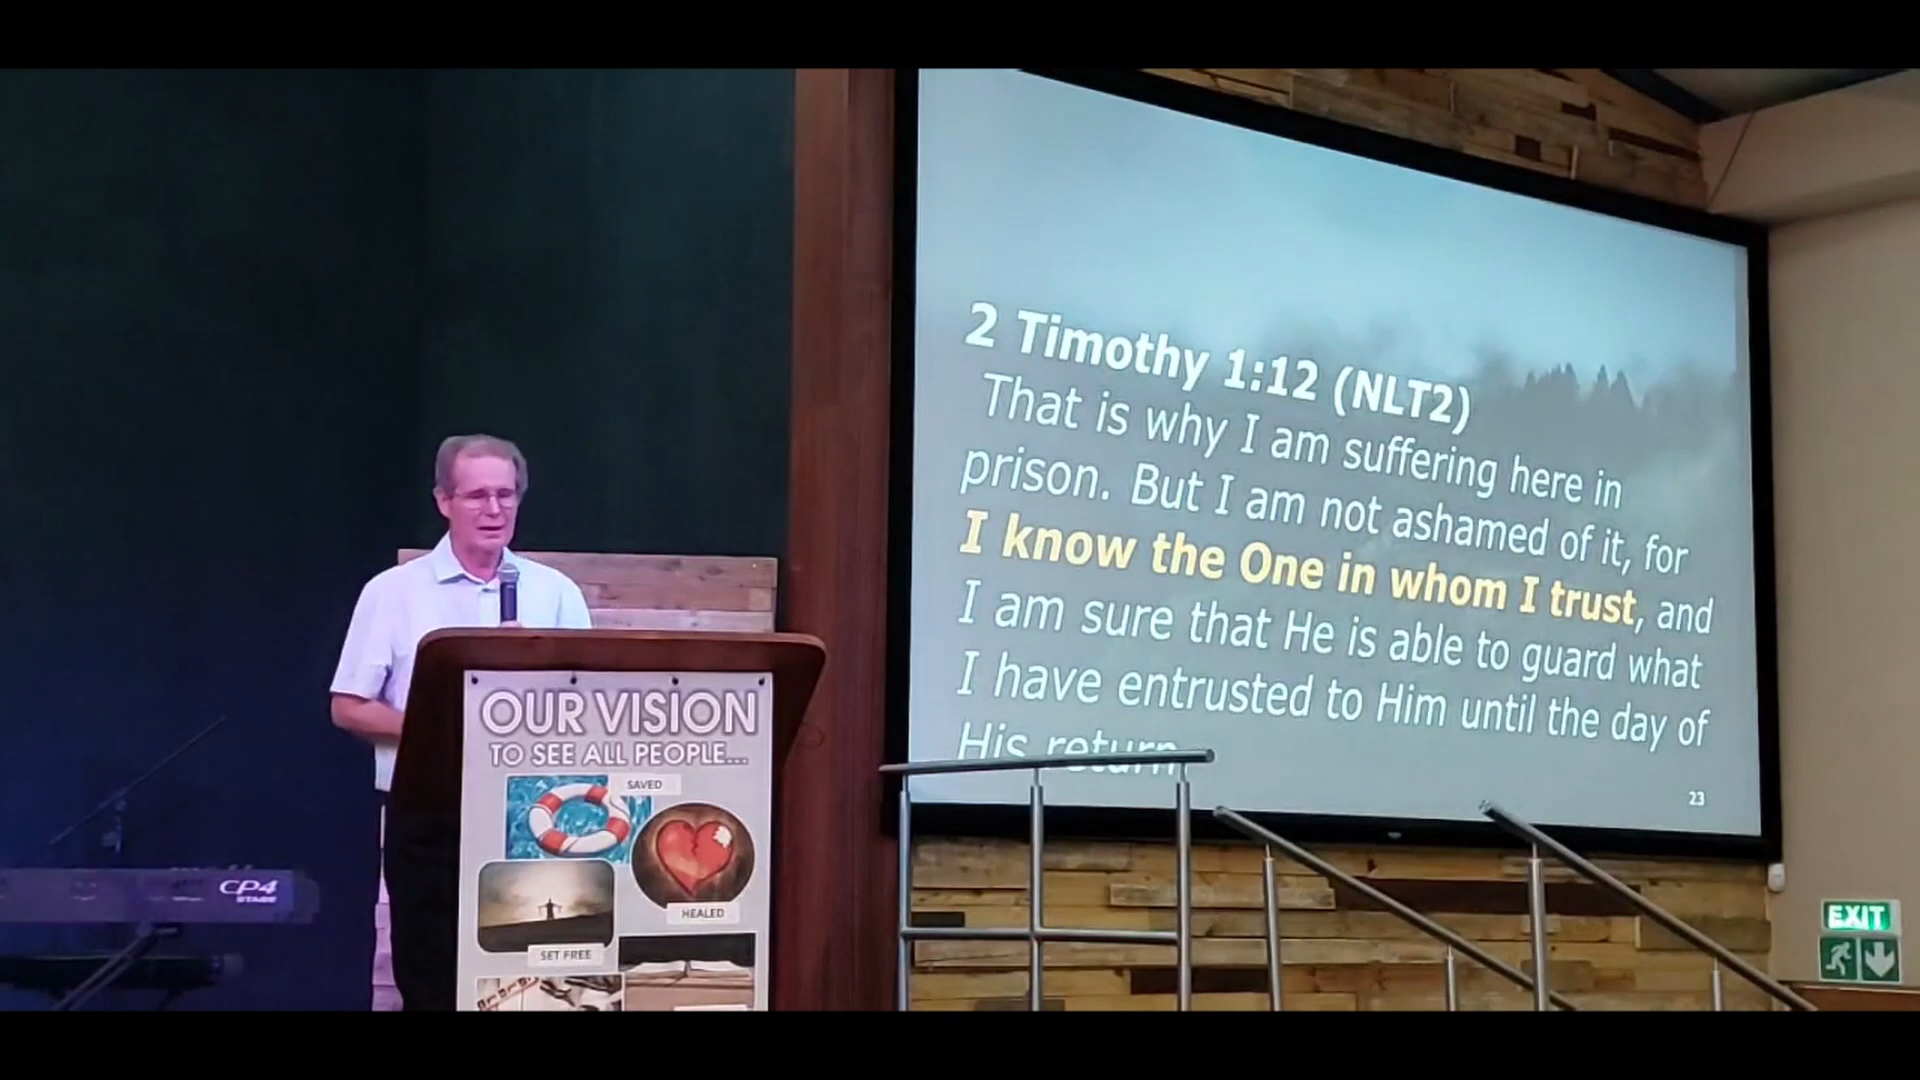 2 Timothy 1:12 (NLT2)
That is why I am suffering here in
prison. But I am not ashamed of it, for
I know the One in whom I trust, and
I am sure that He is able to guard what
I have entrusted to Him until the day of
His return
23
OUR VISION
TO SEE ALL PEOPLE...
SAVED
HEALED
SET FREE
CP4
STAGE
EXIT